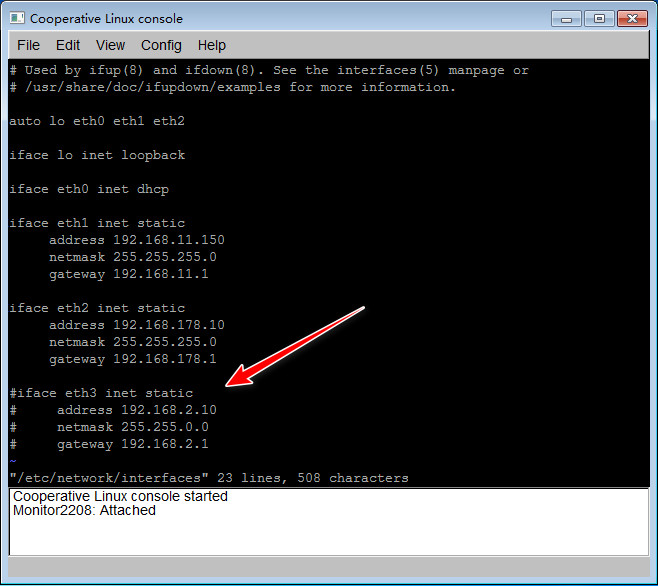 Cooperative Linux console
File Edit View Config Help
# Used by ifup(8) and ifdown(8). See the interfaces(5) manpage or
# /usr/share/doc/ifupdown/examples for more information.
auto lo eth0 eth1 eth2
iface lo inet loopback
iface eth0 inet dhcp
iface eth1 inet static
address 192.168.11.150
netmask 255.255.255.0
gateway 192.168.11.1
iface eth2 inet static
address 192.168.178.10
netmask 255.255.255.0
gateway 192.168.178.1
#iface eth3 inet static
# address 192.168.2.10
# netmask 255.255.0.0
# gateway 192.168.2.1
~
"/etc/network/interfaces" 23 lines, 508 characters
Cooperative Linux console started
Monitor2208: Attached